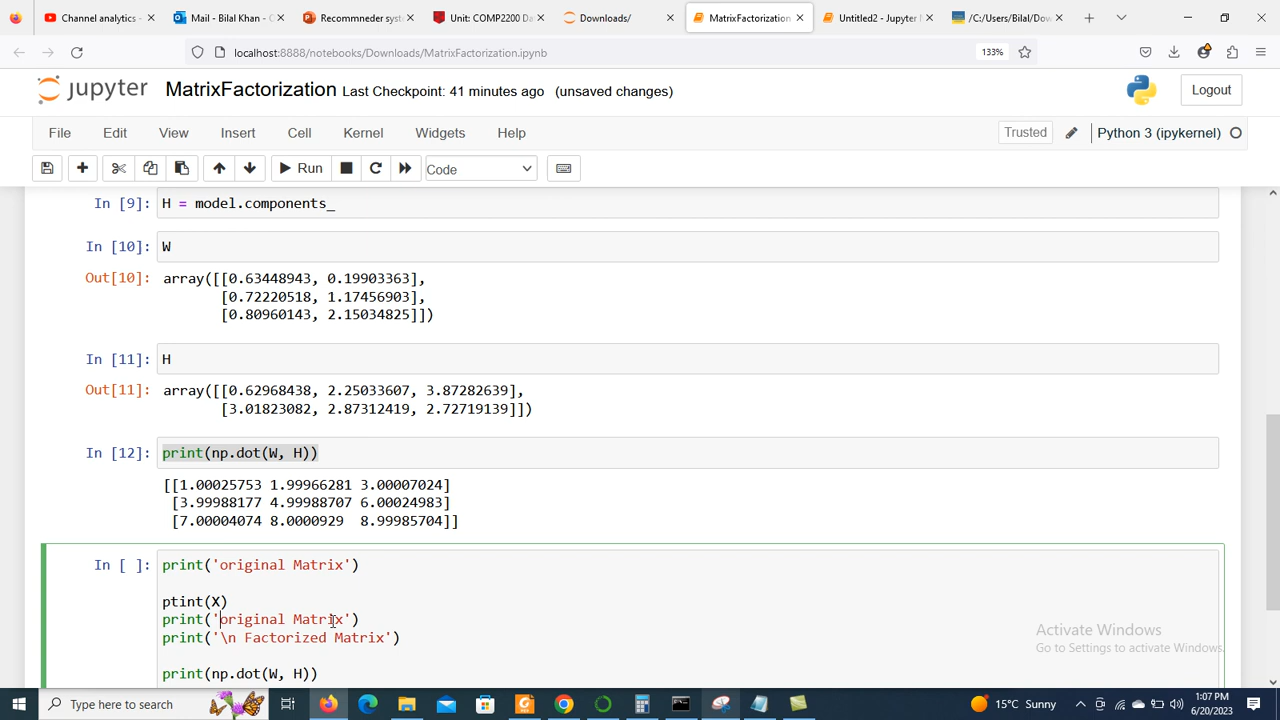 Channel analytics -
Mail - Bilal Khan - O
Recommneder syste
Unit: COMP2200 Da
Downloads/
MatrixFactorization
Untitled2 - Jupyter N
/C:/Users/Bilal/Dow
localhost:8888/notebooks/Downloads/MatrixFactorization.ipynb
133%
jupyter MatrixFactorization Last Checkpoint: 41 minutes ago (unsaved changes)
Logout
File Edit View Insert Cell Kernel Widgets Help
Trusted
Python 3 (ipykernel)
Run
Code
In [9]: H = model.components_
In [10]: W
Out[10]: array([[0.63448943, 0.19903363],
[0.72220518, 1.17456903],
[0.80960143, 2.15034825]])
In [11]: H
Out[11]: array([[0.62968438, 2.25033607, 3.87282639],
[3.01823082, 2.87312419, 2.72719139]])
In [12]: print(np.dot(W, H))
[[1.00025753 1.99966281 3.00007024]
[3.99988177 4.99988707 6.00024983]
[7.00004074 8.0000929  8.99985704]]
In [ ]: print('original Matrix')
ptint(X)
print('original Matrix')
print('\n Factorized Matrix')
print(np.dot(W, H))
Activate Windows
Go to Settings to activate Windows.
Type here to search
15°C Sunny
1:07 PM
6/20/2023